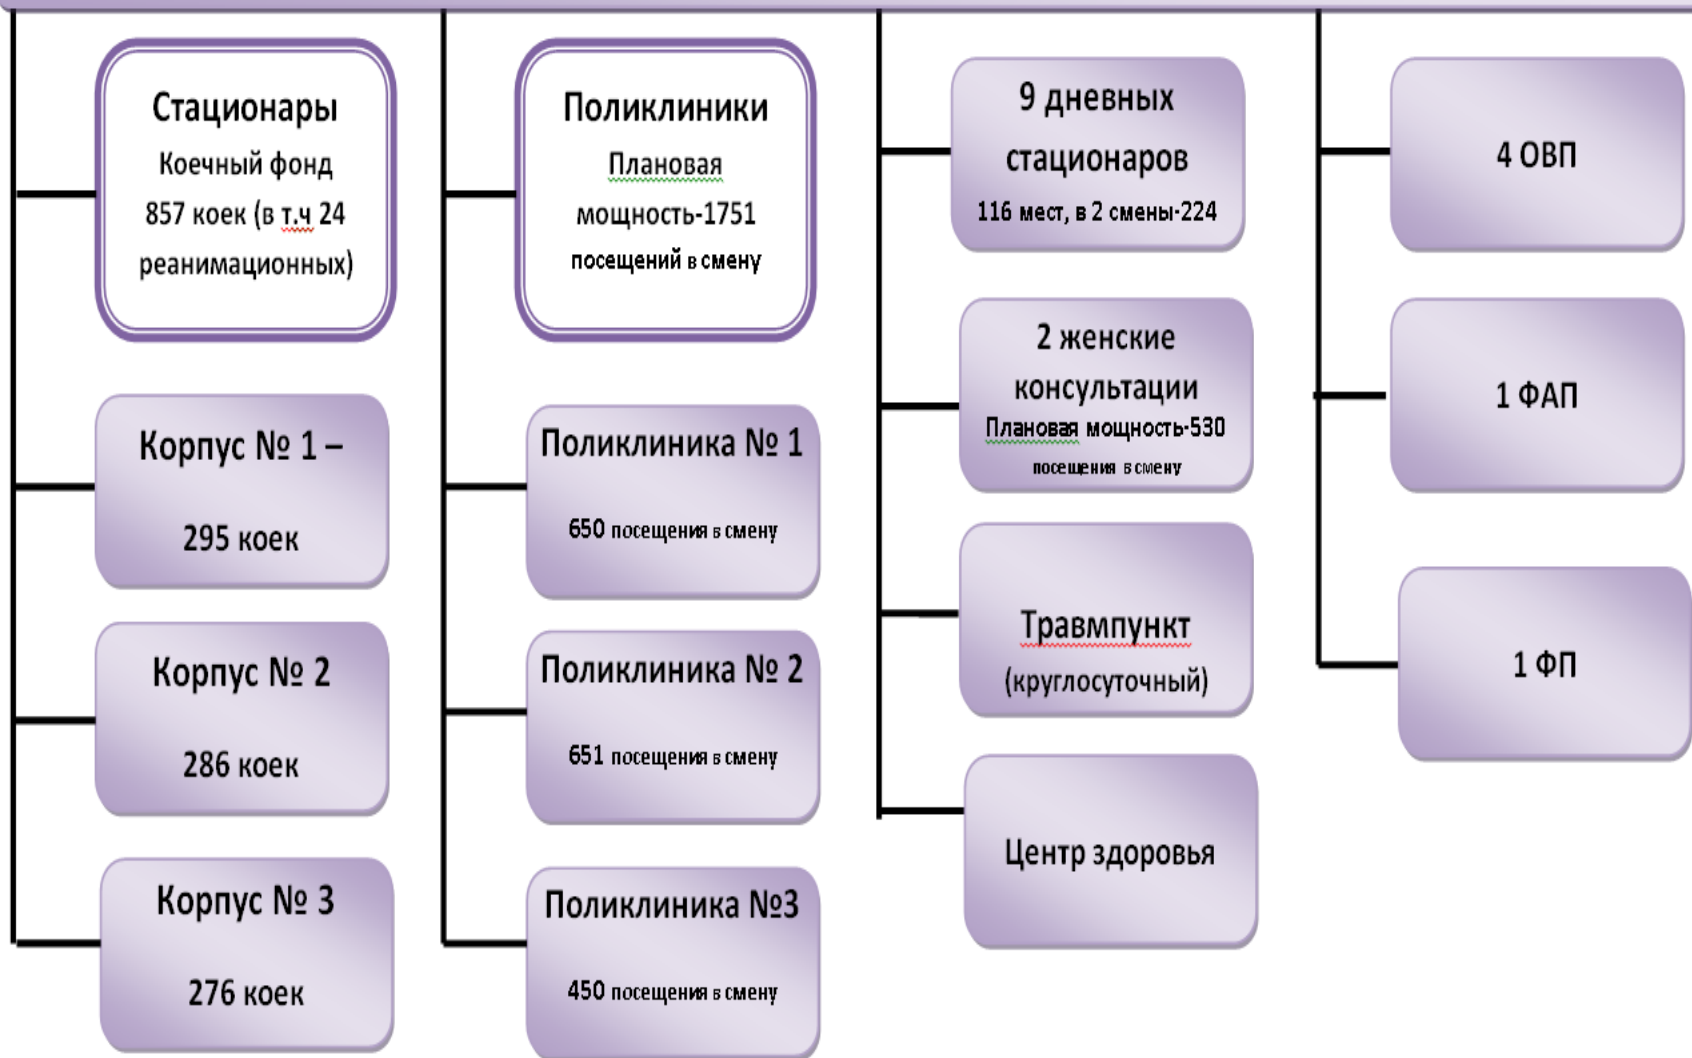 Стационары
Коечный фонд
857 коек (в т.ч 24
реанимационных)
Корпус № 1 –
295 коек
Корпус № 2
286 коек
Корпус № 3
276 коек
Поликлиники
Плановая
мощность-1751
посещений в смену
Поликлиника № 1
650 посещения в смену
Поликлиника № 2
651 посещения в смену
Поликлиника №3
450 посещения в смену
9 дневных
стационаров
116 мест, в 2 смены-224
2 женские
консультации
Плановая мощность-530
посещения в смену
Травмпункт
(круглосуточный)
Центр здоровья
4 ОВП
1 ФАП
1 ФП